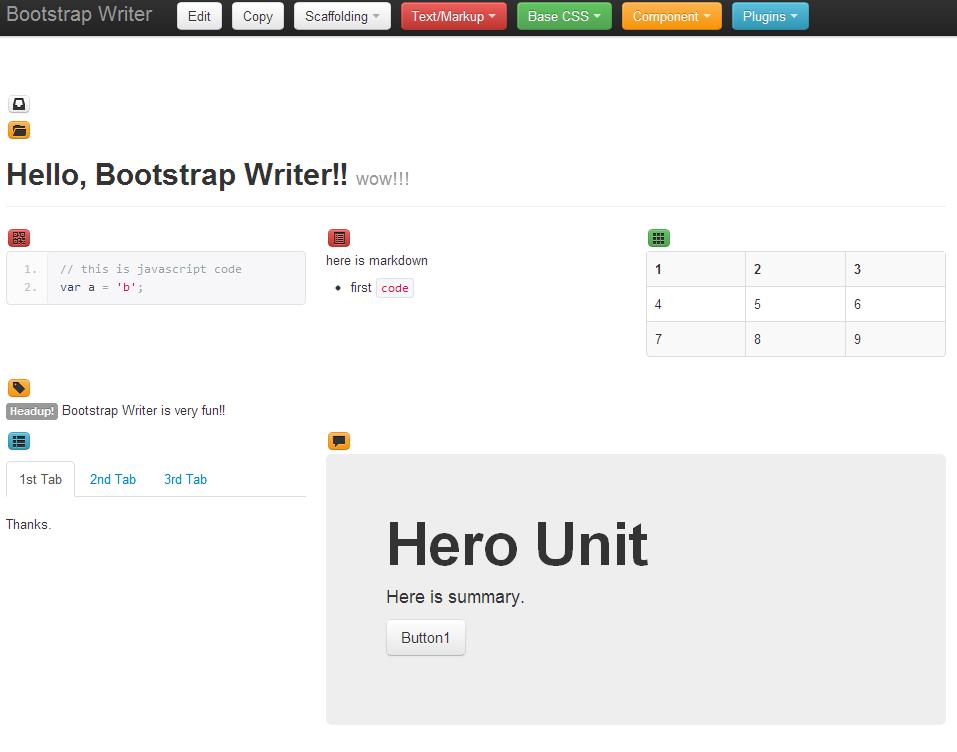 Bootstrap Writer Edit Copy Scaffolding Text/Markup Base CSS Component Plugins
Hello, Bootstrap Writer!! wow!!!
1. // this is javascript code
2. var a = 'b';
here is markdown
• first code
1 2 3
4 5 6
7 8 9
Headup! Bootstrap Writer is very fun!!
1st Tab 2nd Tab 3rd Tab
Thanks.
Hero Unit
Here is summary.
Button1